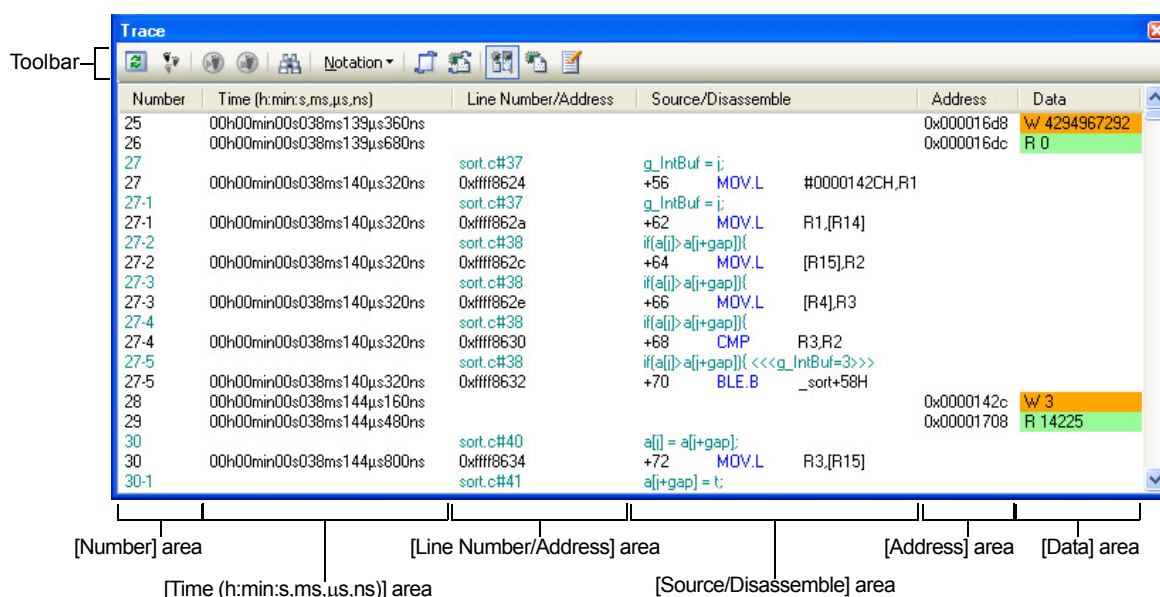 Trace
Toolbar
Notation
Number Time (h:min:s,ms,µs,ns) Line Number/Address Source/Disassemble Address Data
25 00h00min00s038ms139µs360ns 0x000016d8 W 4294967292
26 00h00min00s038ms139µs680ns 0x000016dc R 0
27 sort.c#37 g_IntBuf = j;
27 00h00min00s038ms140µs320ns 0xffff8624 +56 MOV.L #0000142CH,R1
27-1 sort.c#37 g_IntBuf = j;
27-1 00h00min00s038ms140µs320ns 0xffff862a +62 MOV.L R1,[R14]
27-2 sort.c#38 if(a[j]>a[j+gap]){
27-2 00h00min00s038ms140µs320ns 0xffff862c +64 MOV.L [R15],R2
27-3 sort.c#38 if(a[j]>a[j+gap]){
27-3 00h00min00s038ms140µs320ns 0xffff862e +66 MOV.L [R4],R3
27-4 sort.c#38 if(a[j]>a[j+gap]){
27-4 00h00min00s038ms140µs320ns 0xffff8630 +68 CMP R3,R2
27-5 sort.c#38 if(a[j]>a[j+gap]){ <<<g_IntBuf=3>>>
27-5 00h00min00s038ms140µs320ns 0xffff8632 +70 BLE.B _sort+58H
28 00h00min00s038ms144µs160ns 0x0000142c W 3
29 00h00min00s038ms144µs480ns 0x00001708 R 14225
30 sort.c#40 a[j] = a[j+gap];
30 00h00min00s038ms144µs800ns 0xffff8634 +72 MOV.L R3,[R15]
30-1 sort.c#41 a[j+gap] = t;
[Number] area [Line Number/Address] area [Address] area [Data] area
[Time (h:min:s,ms,µs,ns)] area [Source/Disassemble] area